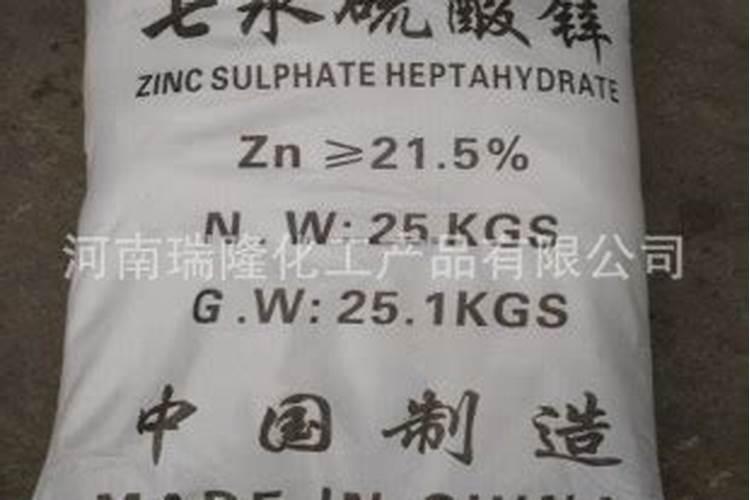 七水硫酸锌
ZINC SULPHATE HEPTAHYDRATE
Zn ≥21.5%
N.W: 25 KGS
河南瑞隆化工产品有限公司
G.W: 25.1KGS
中国制造
MADE IN CHINA